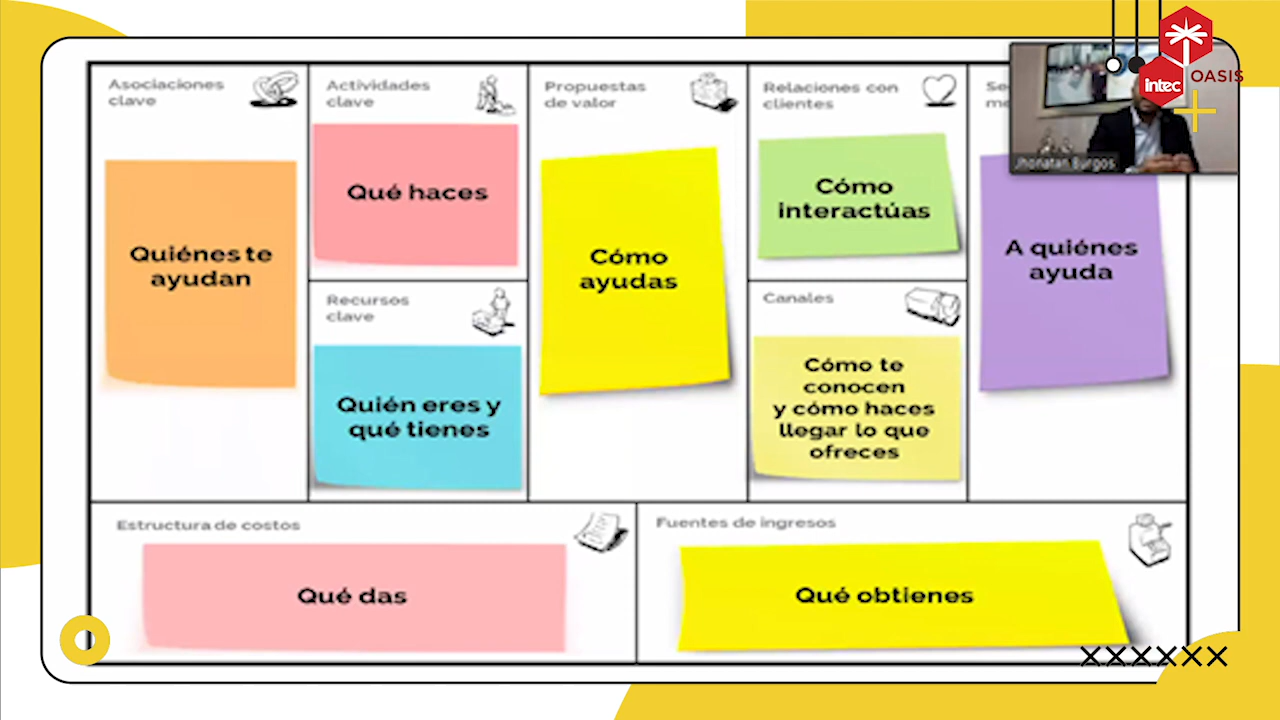 Asociaciones
clave
Quiénes te
ayudan
Actividades
clave
Qué haces
Recursos
clave
Quién eres y
qué tienes
Propuestas
de valor
Cómo
ayudas
Relaciones con
clientes
Cómo
interactúas
Canales
Cómo te
conocen
y cómo haces
llegar lo que
ofreces
A quiénes
ayuda
Estructura de costos
Qué das
Fuentes de ingresos
Qué obtienes
Jhonatan Burgos
intec
OASIS